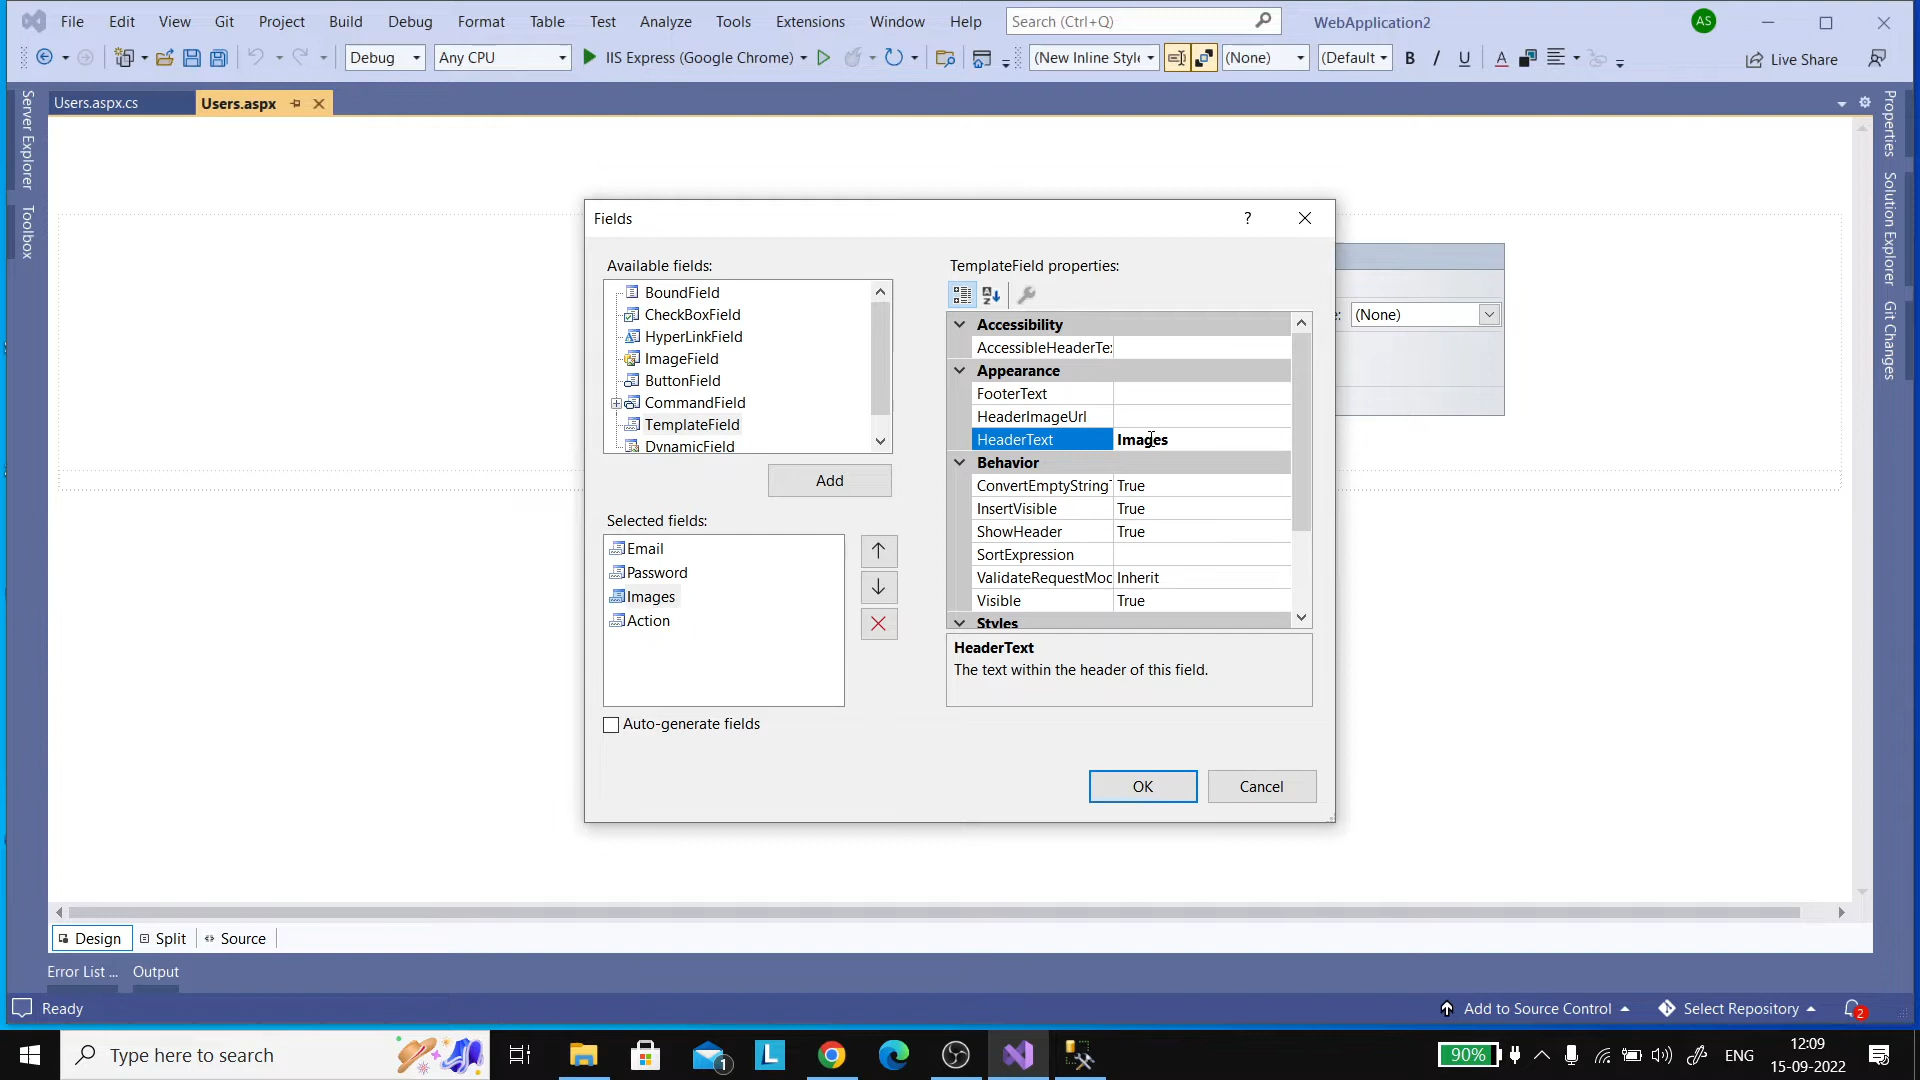 File Edit View Git Project Build Debug Format Table Test Analyze Tools Extensions Window Help Search (Ctrl+Q) WebApplication2 AS
Debug Any CPU IIS Express (Google Chrome) (New Inline Style (None) (Default B I U A Live Share
Users.aspx.cs Users.aspx
Server Explorer
Toolbox
Properties
Solution Explorer
Git Changes
Fields
?
Available fields:
BoundField
CheckBoxField
HyperLinkField
ImageField
ButtonField
CommandField
TemplateField
DynamicField
Add
Selected fields:
Email
Password
Images
Action
Auto-generate fields
TemplateField properties:
Accessibility
AccessibleHeaderTe
Appearance
FooterText
HeaderImageUrl
HeaderText Images
Behavior
ConvertEmptyString True
InsertVisible True
ShowHeader True
SortExpression
ValidateRequestMod Inherit
Visible True
Styles
HeaderText
The text within the header of this field.
OK Cancel
(None)
Design Split Source
Error List ... Output
Ready Add to Source Control Select Repository 2
Type here to search 1 L 90% ENG 12:09
15-09-2022